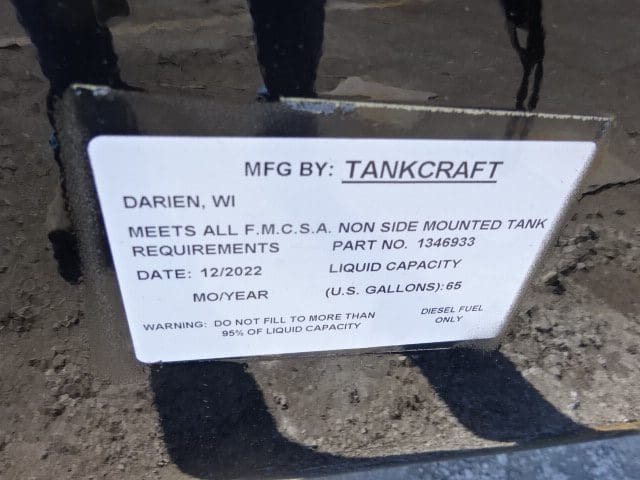 MFG BY: TANKCRAFT
DARIEN, WI
MEETS ALL F.M.C.S.A. NON SIDE MOUNTED TANK
REQUIREMENTS PART NO. 1346933
DATE: 12/2022 LIQUID CAPACITY
MO/YEAR (U.S. GALLONS): 65
WARNING: DO NOT FILL TO MORE THAN
95% OF LIQUID CAPACITY
DIESEL FUEL
ONLY